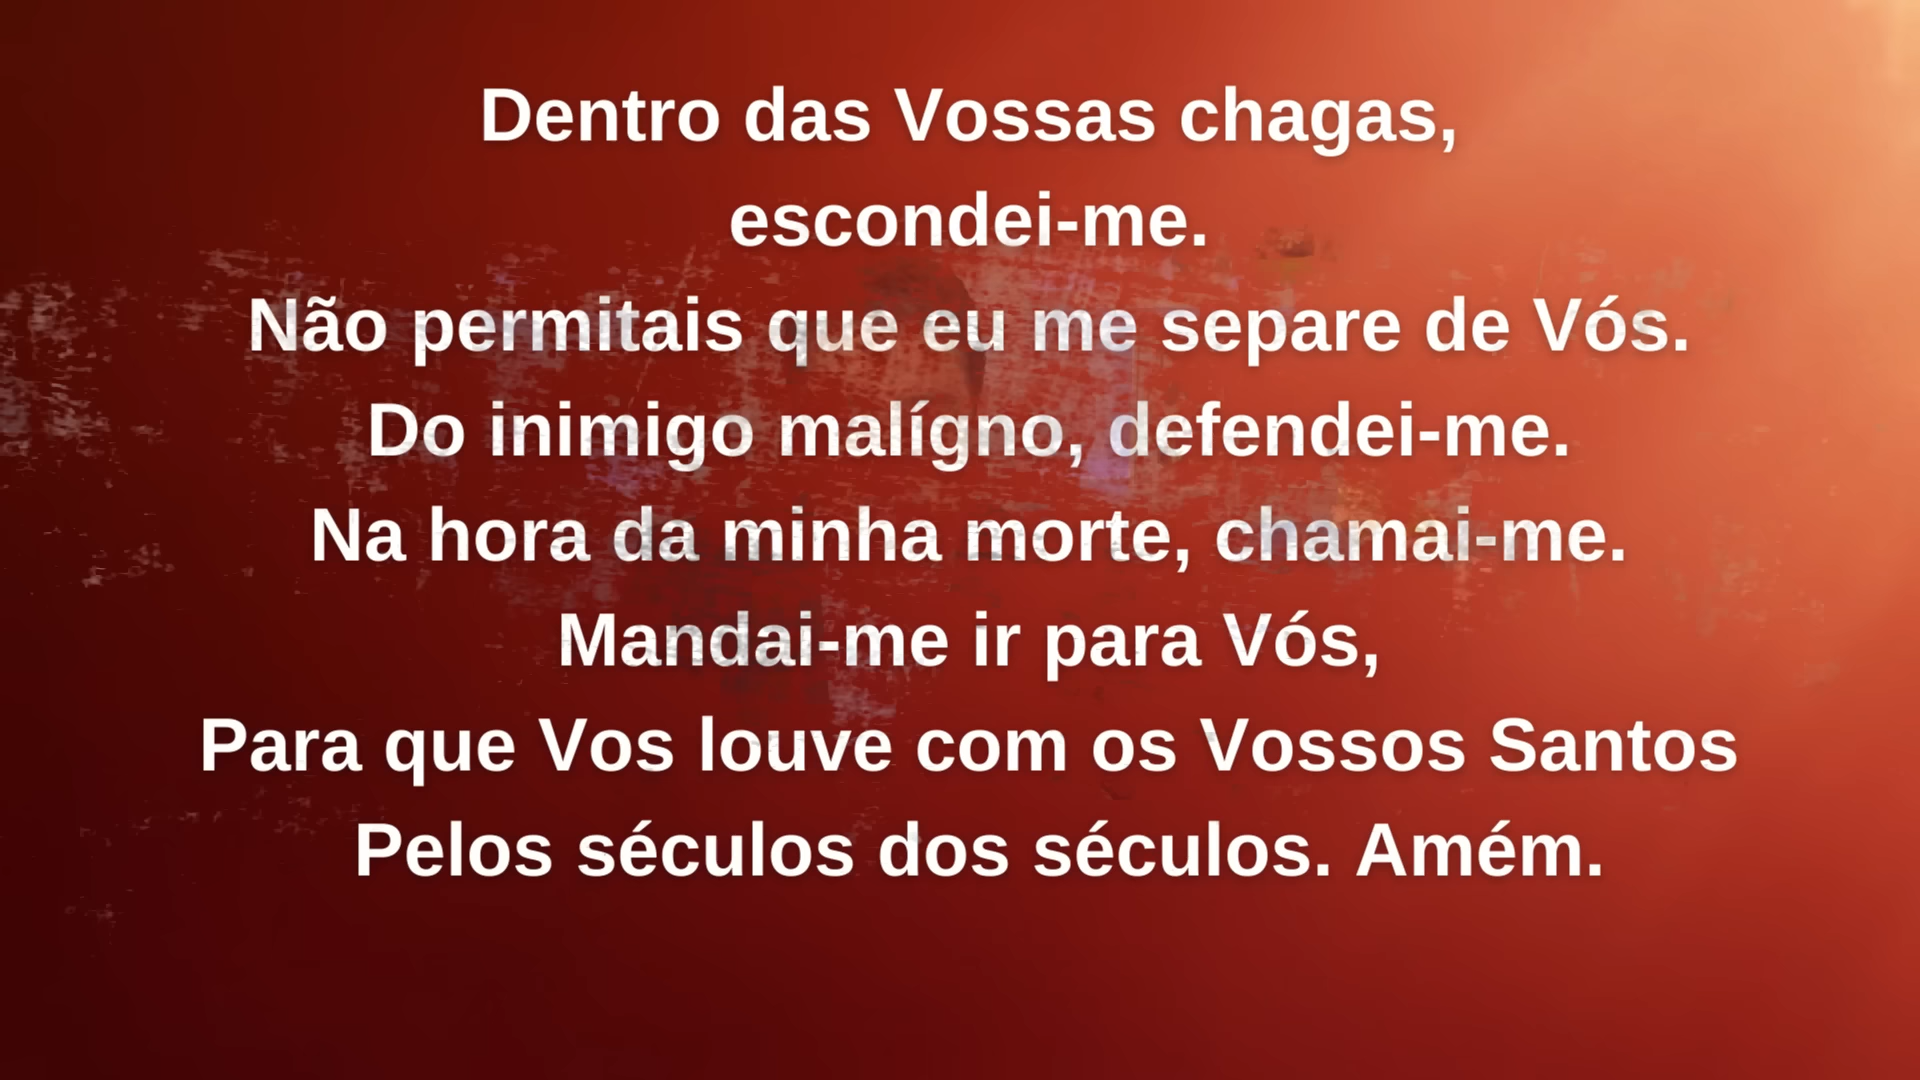 Dentro das Vossas chagas,
escondei-me.
Não permitais que eu me separe de Vós.
Do inimigo malígno, defendei-me.
Na hora da minha morte, chamai-me.
Mandai-me ir para Vós,
Para que Vos louve com os Vossos Santos
Pelos séculos dos séculos. Amém.